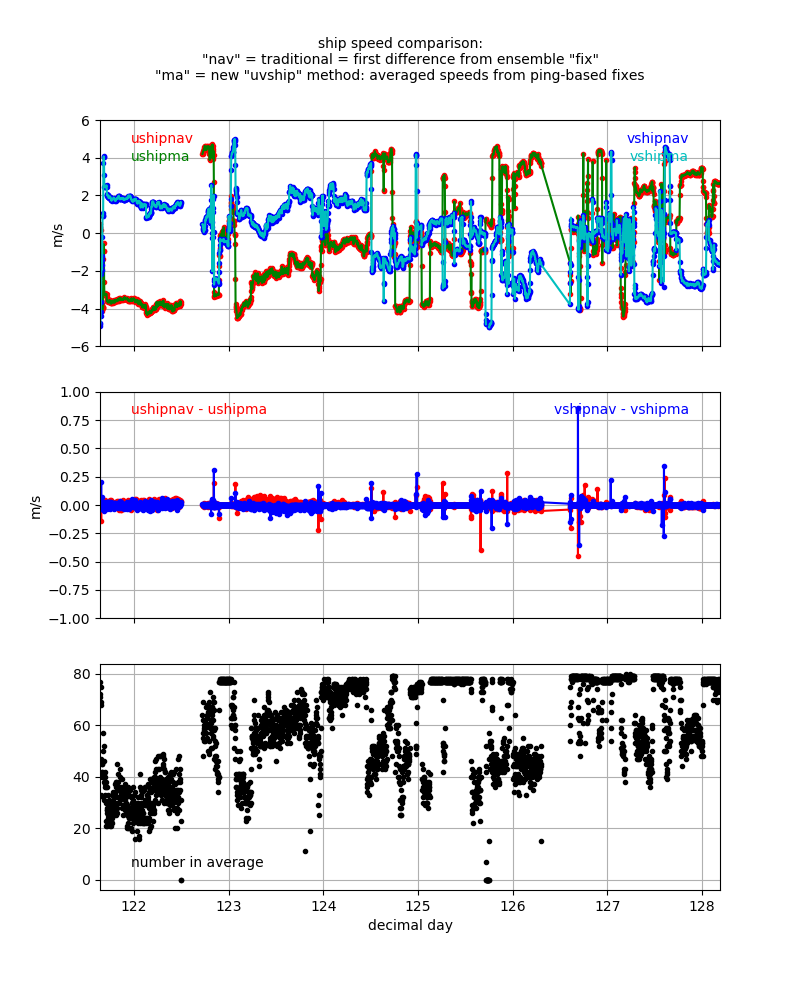 ship speed comparison:
"nav" = traditional = first difference from ensemble "fix"
"ma" = new "uvship" method: averaged speeds from ping-based fixes
6
4
2
0
−2
−4
−6
m/s
ushipnav
ushipma
vshipnav
vshipma
1.00
0.75
0.50
0.25
0.00
−0.25
−0.50
−0.75
−1.00
m/s
ushipnav - ushipma
vshipnav - vshipma
80
60
40
20
0
number in average
122 123 124 125 126 127 128
decimal day